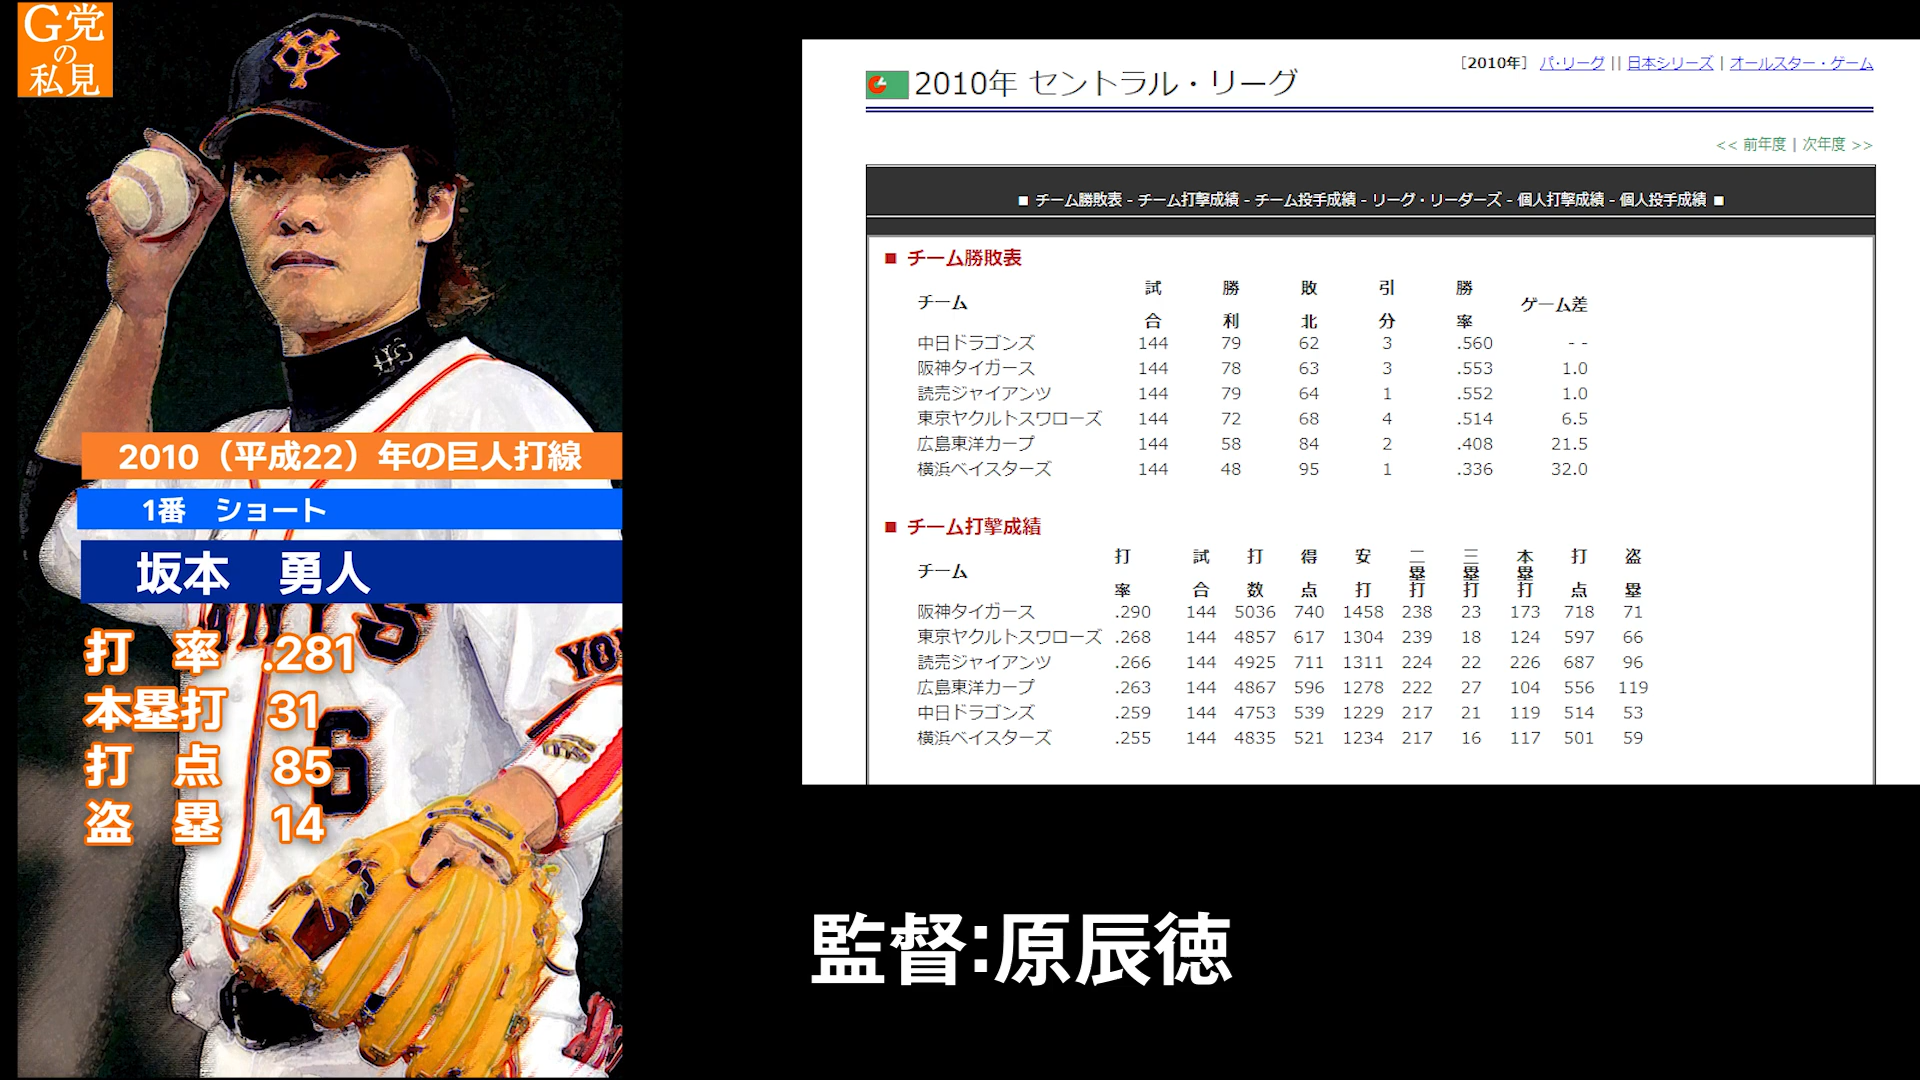 G党
の
私見
2010（平成22）年の巨人打線
1番 ショート
坂本 勇人
打 率 .281
本塁打 31
打 点 85
盗 塁 14
YO
6
[2010年] パ・リーグ || 日本シリーズ | オールスター・ゲーム
2010年 セントラル・リーグ
<< 前年度 | 次年度 >>
■ チーム勝敗表 - チーム打撃成績 - チーム投手成績 - リーグ・リーダーズ - 個人打撃成績 - 個人投手成績 ■
■ チーム勝敗表
チーム 試合 勝利 敗北 引分 勝率 ゲーム差
中日ドラゴンズ 144 79 62 3 .560 - -
阪神タイガース 144 78 63 3 .553 1.0
読売ジャイアンツ 144 79 64 1 .552 1.0
東京ヤクルトスワローズ 144 72 68 4 .514 6.5
広島東洋カープ 144 58 84 2 .408 21.5
横浜ベイスターズ 144 48 95 1 .336 32.0
■ チーム打撃成績
チーム 打率 試合 打数 得点 安打 二塁打 三塁打 本塁打 打点 盗塁
阪神タイガース .290 144 5036 740 1458 238 23 173 718 71
東京ヤクルトスワローズ .268 144 4857 617 1304 239 18 124 597 66
読売ジャイアンツ .266 144 4925 711 1311 224 22 226 687 96
広島東洋カープ .263 144 4867 596 1278 222 27 104 556 119
中日ドラゴンズ .259 144 4753 539 1229 217 21 119 514 53
横浜ベイスターズ .255 144 4835 521 1234 217 16 117 501 59
監督:原辰徳